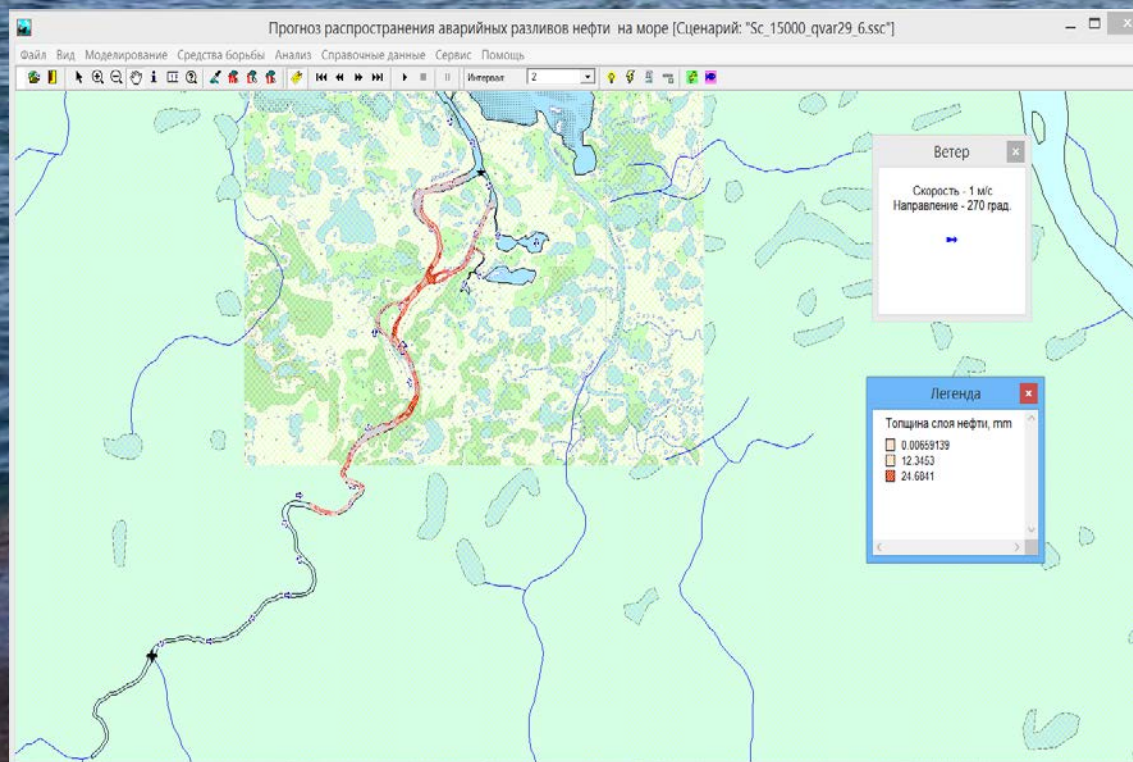 Прогноз распространения аварийных разливов нефти на море [Сценарий: "Sc_15000_qvar29_6.ssc"]
Файл Вид Моделирование Средства борьбы Анализ Справочные данные Сервис Помощь
Интервал 2
Ветер
Скорость - 1 м/с
Направление - 270 град.
Легенда
Толщина слоя нефти, mm
0.00659139
12.3453
24.6841